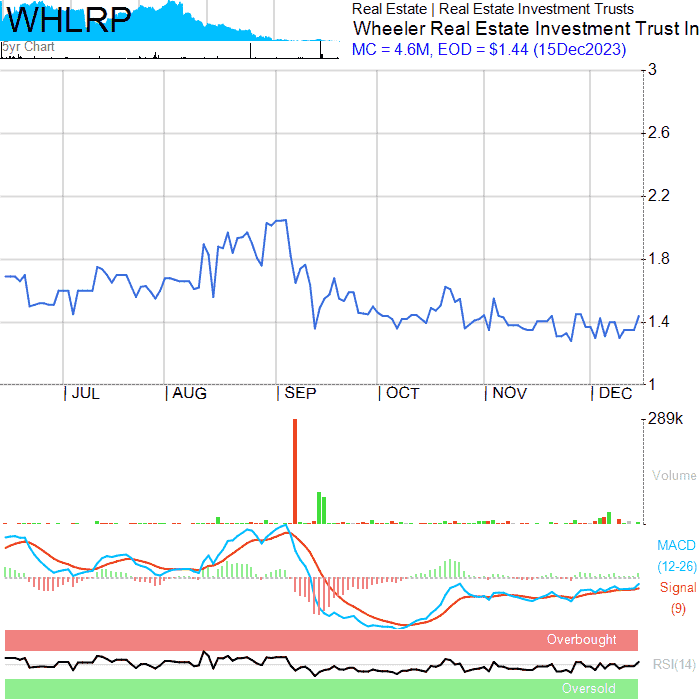 WHLRP
5yr Chart
Real Estate | Real Estate Investment Trusts
Wheeler Real Estate Investment Trust In
MC = 4.6M, EOD = $1.44 (15Dec2023)
3
2.6
2.2
1.8
1.4
1
JUL AUG SEP OCT NOV DEC
289k
Volume
MACD
(12-26)
Signal
(9)
Overbought
RSI(14)
Oversold